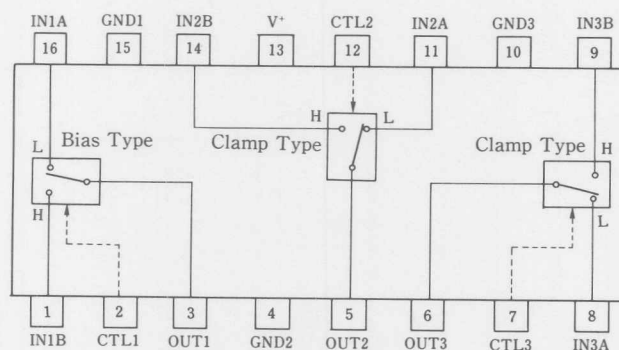 IN1A GND1 IN2B V⁺ CTL2 IN2A GND3 IN3B
16 15 14 13 12 11 10 9
H L
Bias Type Clamp Type Clamp Type
L H
H L
1 2 3 4 5 6 7 8
IN1B CTL1 OUT1 GND2 OUT2 OUT3 CTL3 IN3A